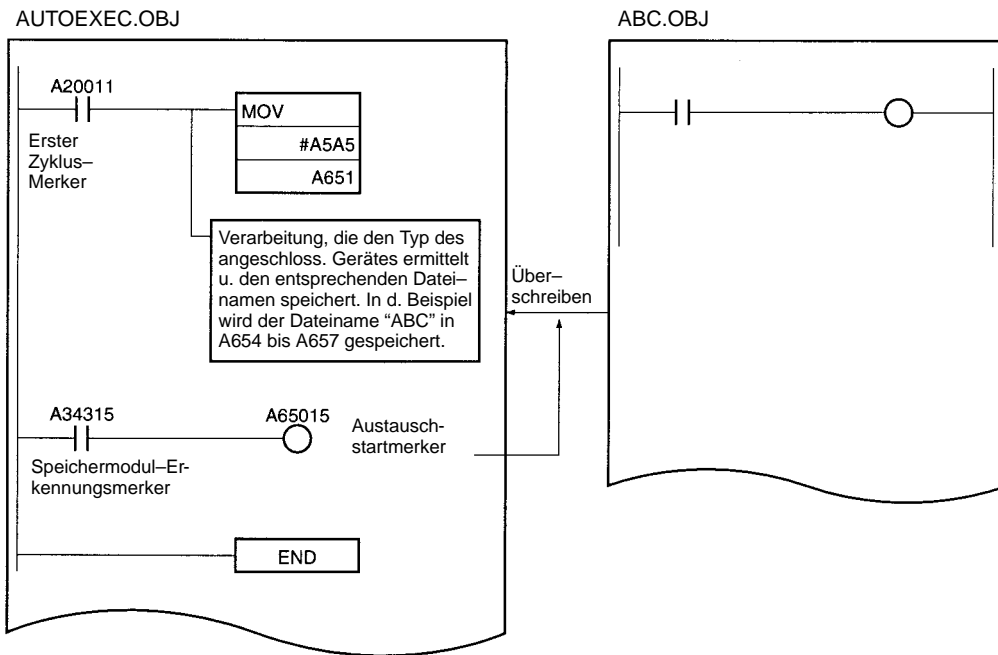 AUTOEXEC.OBJ
ABC.OBJ
A20011
MOV
#A5A5
A651
Erster
Zyklus–
Merker
Verarbeitung, die den Typ des
angeschloss. Gerätes ermittelt
u. den entsprechenden Datei–
namen speichert. In d. Beispiel
wird der Dateiname “ABC” in
A654 bis A657 gespeichert.
Über–
schreiben
A34315
A65015
Austausch-
startmerker
Speichermodul–Er-
kennungsmerker
END